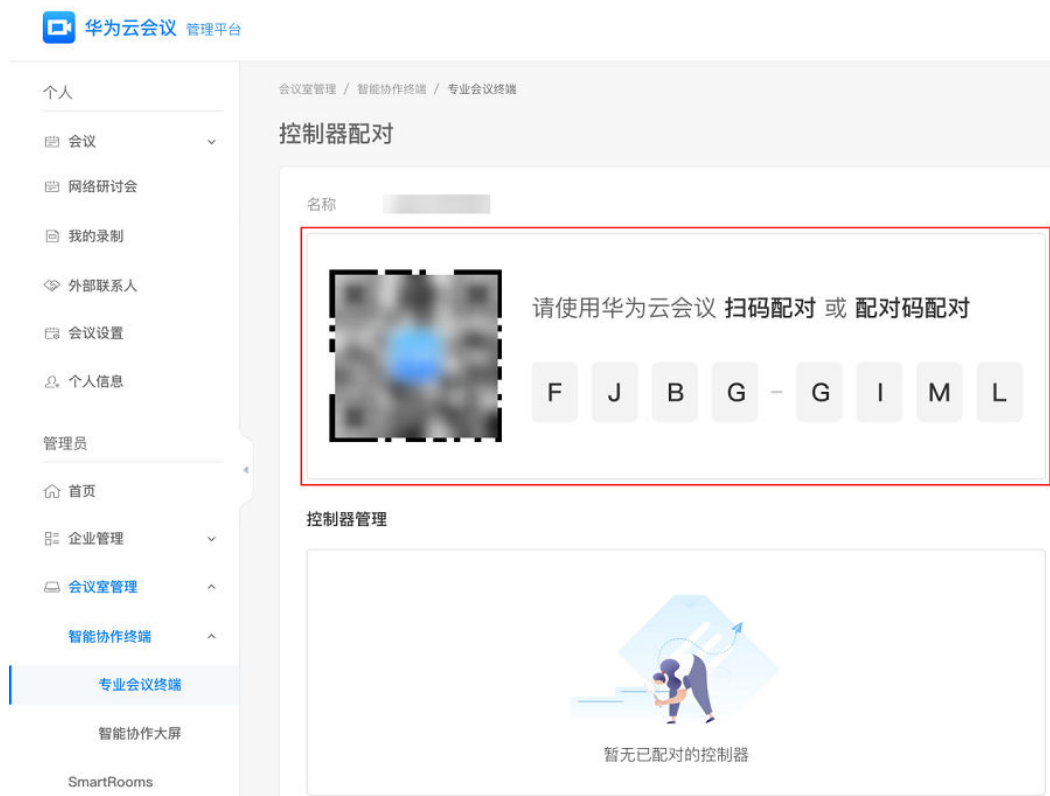 华为云会议 管理平台
个人
会议
网络研讨会
我的录制
外部联系人
会议设置
个人信息
管理员
首页
企业管理
会议室管理
智能协作终端
专业会议终端
智能协作大屏
SmartRooms
会议室管理 / 智能协作终端 / 专业会议终端
控制器配对
名称
请使用华为云会议 扫码配对 或 配对码配对
F J B G - G I M L
控制器管理
暂无已配对的控制器